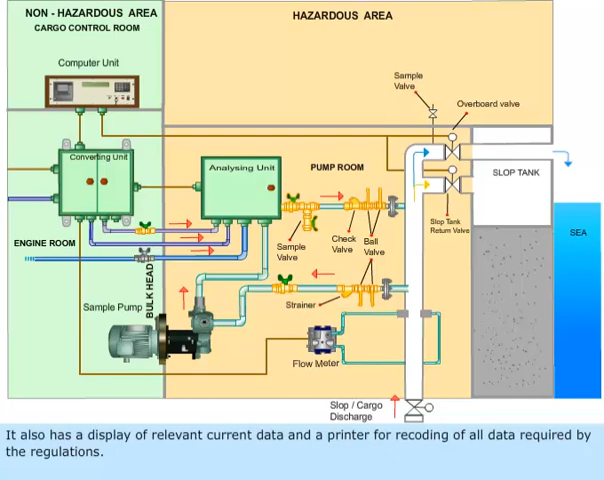 NON - HAZARDOUS AREA
CARGO CONTROL ROOM
HAZARDOUS AREA
Computer Unit
Sample
Valve
Overboard valve
Converting Unit
Analysing Unit
PUMP ROOM
SLOP TANK
Slop Tank
Return Valve
SEA
ENGINE ROOM
Sample
Valve
Check
Valve
Ball
Valve
BULK HEAD
Sample Pump
Strainer
Flow Meter
Slop / Cargo
Discharge
It also has a display of relevant current data and a printer for recoding of all data required by
the regulations.